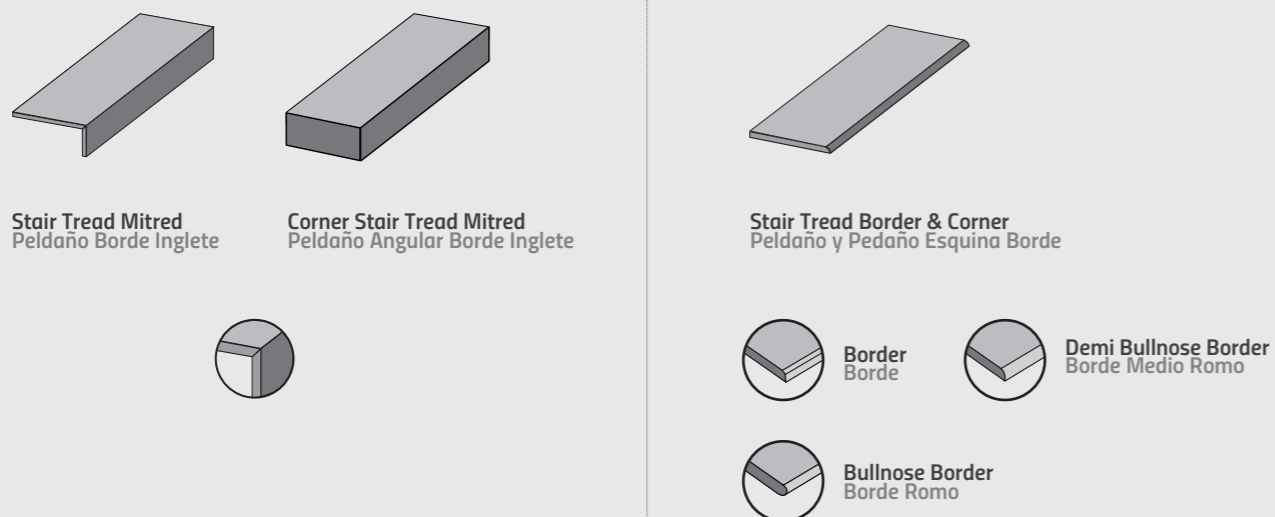 Stair Tread Mitred
Peldaño Borde Inglete
Corner Stair Tread Mitred
Peldaño Angular Borde Inglete
Stair Tread Border & Corner
Peldaño y Pedaño Esquina Borde
Border
Borde
Demi Bullnose Border
Borde Medio Romo
Bullnose Border
Borde Romo